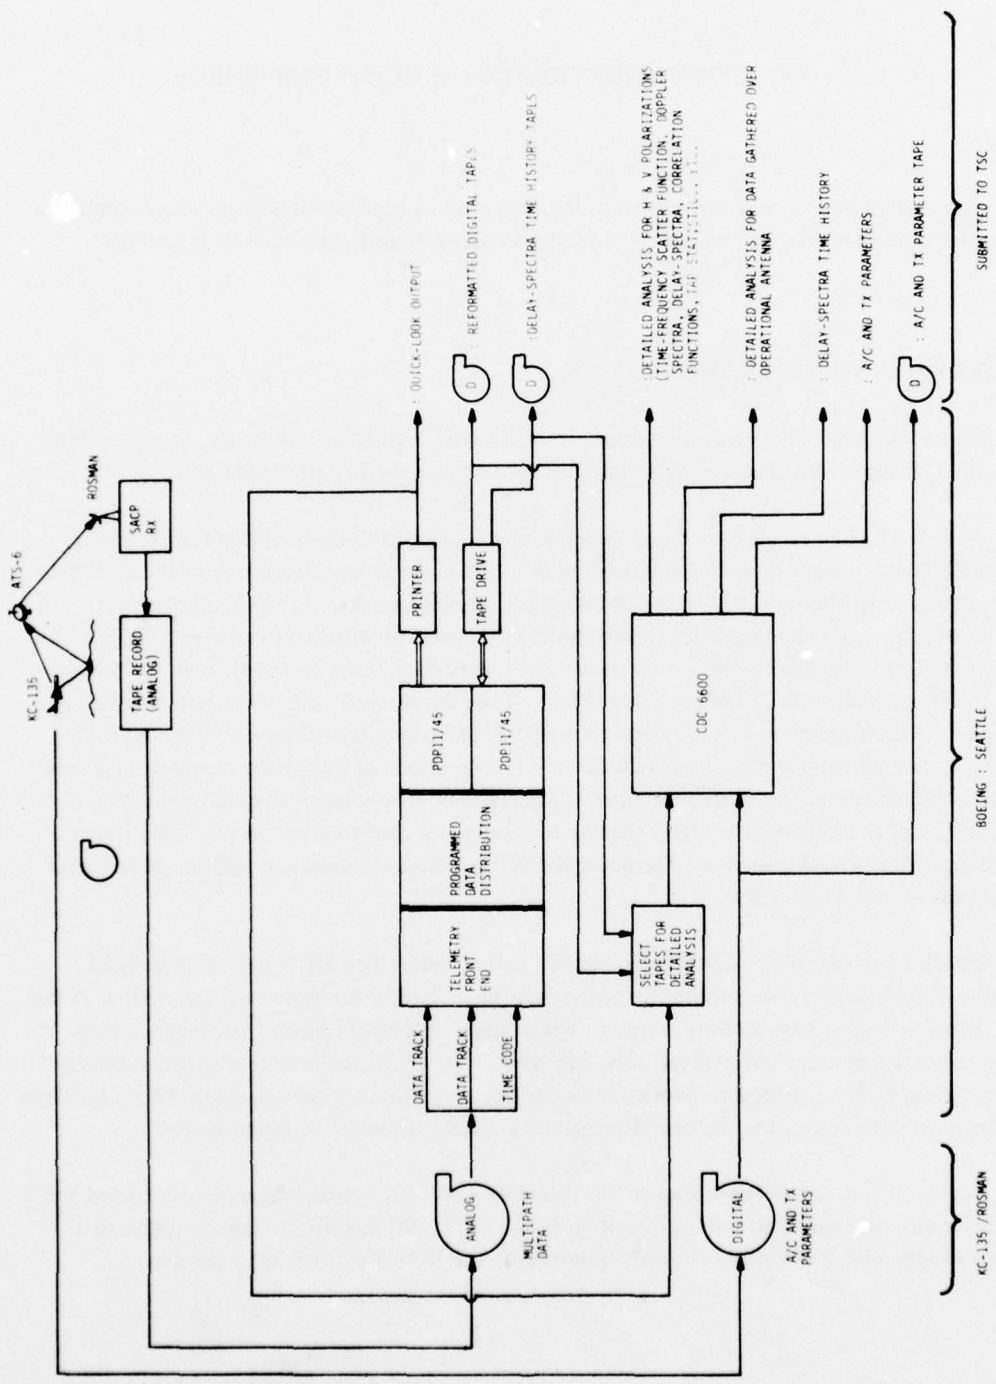 ATS-6
KC-135
ROSMAN
SACP
RX
TAPE RECORD
(ANALOG)
DATA TRACK
DATA TRACK
TIME CODE
TELEMETRY
FRONT
END
PROGRAMMED
DATA
DISTRIBUTION
PDP11/45
PDP11/45
PRINTER
TAPE DRIVE
: QUICK-LOOK OUTPUT
D
: REFORMATTED DIGITAL TAPES
D
:DELAY-SPECTRA TIME HISTORY TAPES
ANALOG
MULTIPATH
DATA
DIGITAL
A/C AND TX
PARAMETERS
SELECT
TAPES FOR
DETAILED
ANALYSIS
CDC 6600
:DETAILED ANALYSIS FOR H & V POLARIZATIONS
(TIME-FREQUENCY SCATTER FUNCTION, DOPPLER
SPECTRA, DELAY-SPECTRA, CORRELATION
FUNCTIONS, TAP STATISTICS,
: DETAILED ANALYSIS FOR DATA GATHERED OVER
OPERATIONAL ANTENNA
: DELAY-SPECTRA TIME HISTORY
: A/C AND TX PARAMETERS
D
: A/C AND TX PARAMETER TAPE
KC-135 /ROSMAN
BOEING : SEATTLE
SUBMITTED TO TSC